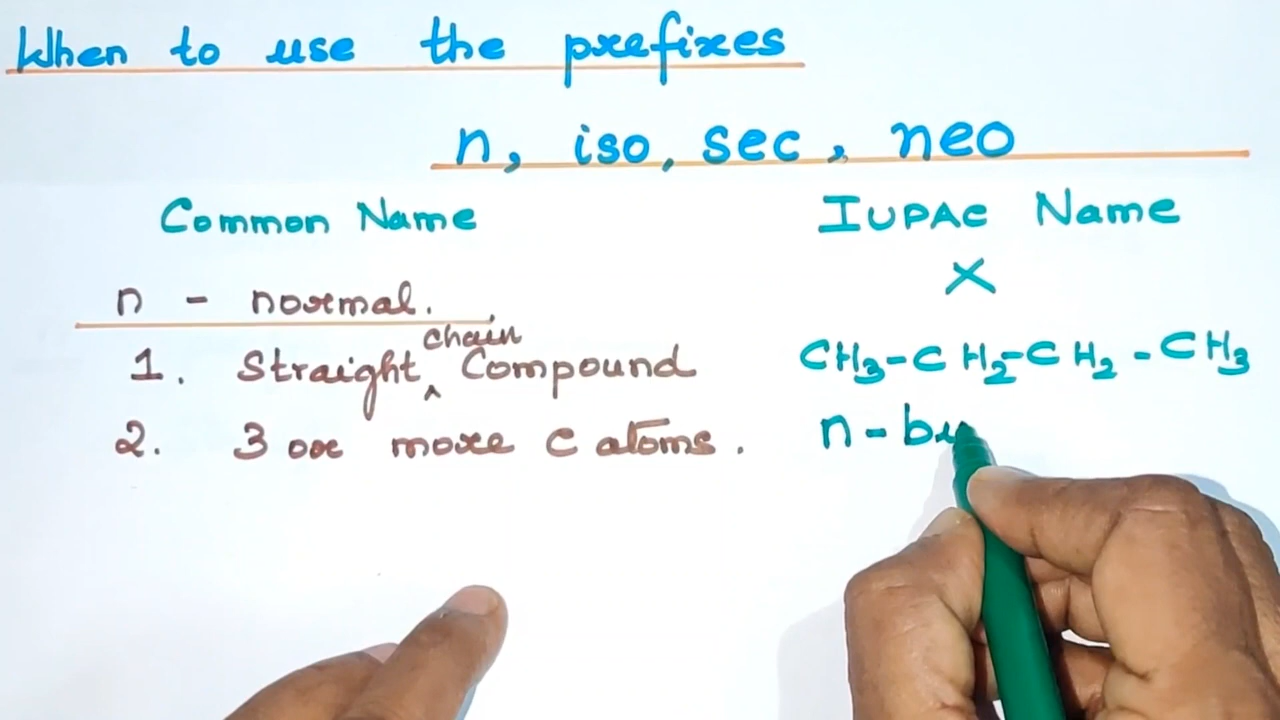 When to use the prefixes
n, iso, sec, neo
Common Name
IUPAC Name
X
n - normal.
1. Straight chain Compound
CH3-CH2-CH2-CH3
2. 3 or more C atoms.
n-bu